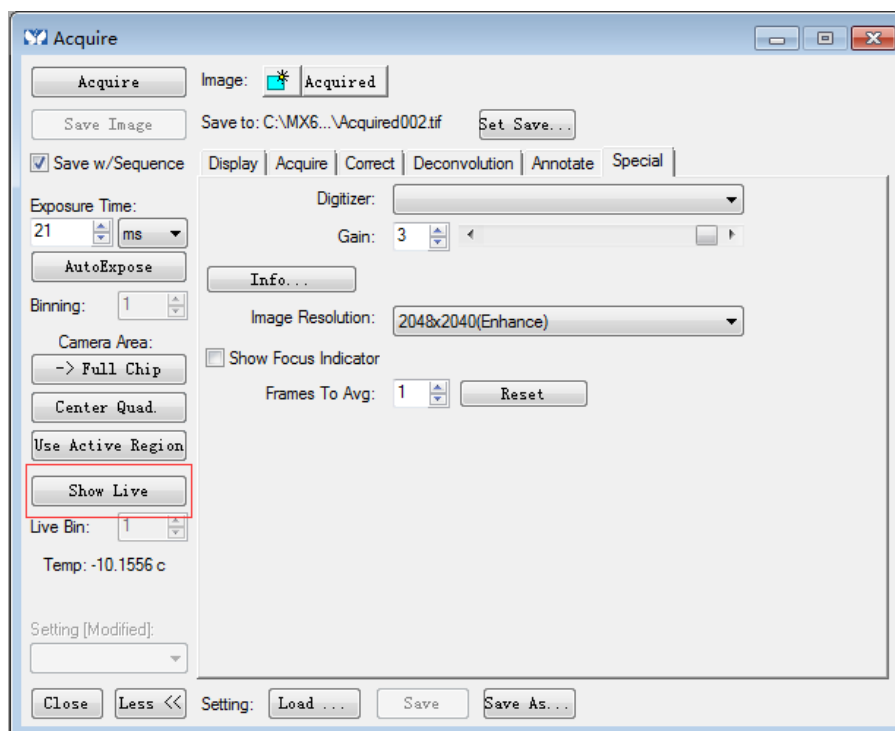 Acquire
Acquire
Image: Acquired
Save Image
Save to: C:\MX6...\Acquired002.tif
Set Save...
Save w/Sequence
Display Acquire Correct Deconvolution Annotate Special
Exposure Time:
21 ms
AutoExpose
Binning: 1
Camera Area:
-> Full Chip
Center Quad.
Use Active Region
Show Live
Live Bin: 1
Temp: -10.1556 c
Setting [Modified]:
Digitizer:
Gain: 3
Info...
Image Resolution: 2048x2040(Enhance)
Show Focus Indicator
Frames To Avg: 1 Reset
Close Less <<
Setting: Load ... Save Save As...